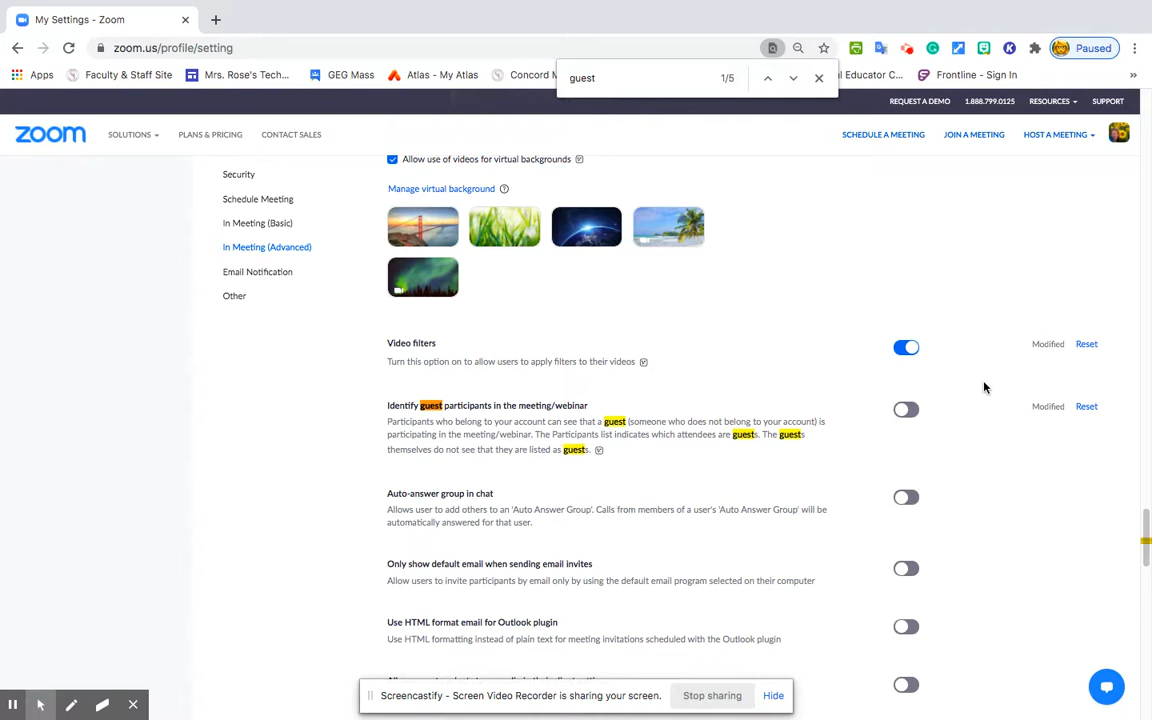 My Settings - Zoom
zoom.us/profile/setting
Paused
guest
1/5
Apps
Faculty & Staff Site
Mrs. Rose's Tech...
GEG Mass
Atlas - My Atlas
Concord M
al Educator C...
Frontline - Sign In
REQUEST A DEMO
1.888.799.0125
RESOURCES
SUPPORT
zoom
SOLUTIONS
PLANS & PRICING
CONTACT SALES
SCHEDULE A MEETING
JOIN A MEETING
HOST A MEETING
Allow use of videos for virtual backgrounds
Security
Manage virtual background
Schedule Meeting
In Meeting (Basic)
In Meeting (Advanced)
Email Notification
Other
Video filters
Modified
Reset
Turn this option on to allow users to apply filters to their videos
Identify guest participants in the meeting/webinar
Modified
Reset
Participants who belong to your account can see that a guest (someone who does not belong to your account) is
participating in the meeting/webinar. The Participants list indicates which attendees are guests. The guests
themselves do not see that they are listed as guests.
Auto-answer group in chat
Allows user to add others to an 'Auto Answer Group'. Calls from members of a user's 'Auto Answer Group' will be
automatically answered for that user.
Only show default email when sending email invites
Allow users to invite participants by email only by using the default email program selected on their computer
Use HTML format email for Outlook plugin
Use HTML formatting instead of plain text for meeting invitations scheduled with the Outlook plugin
Screencastify - Screen Video Recorder is sharing your screen.
Stop sharing
Hide